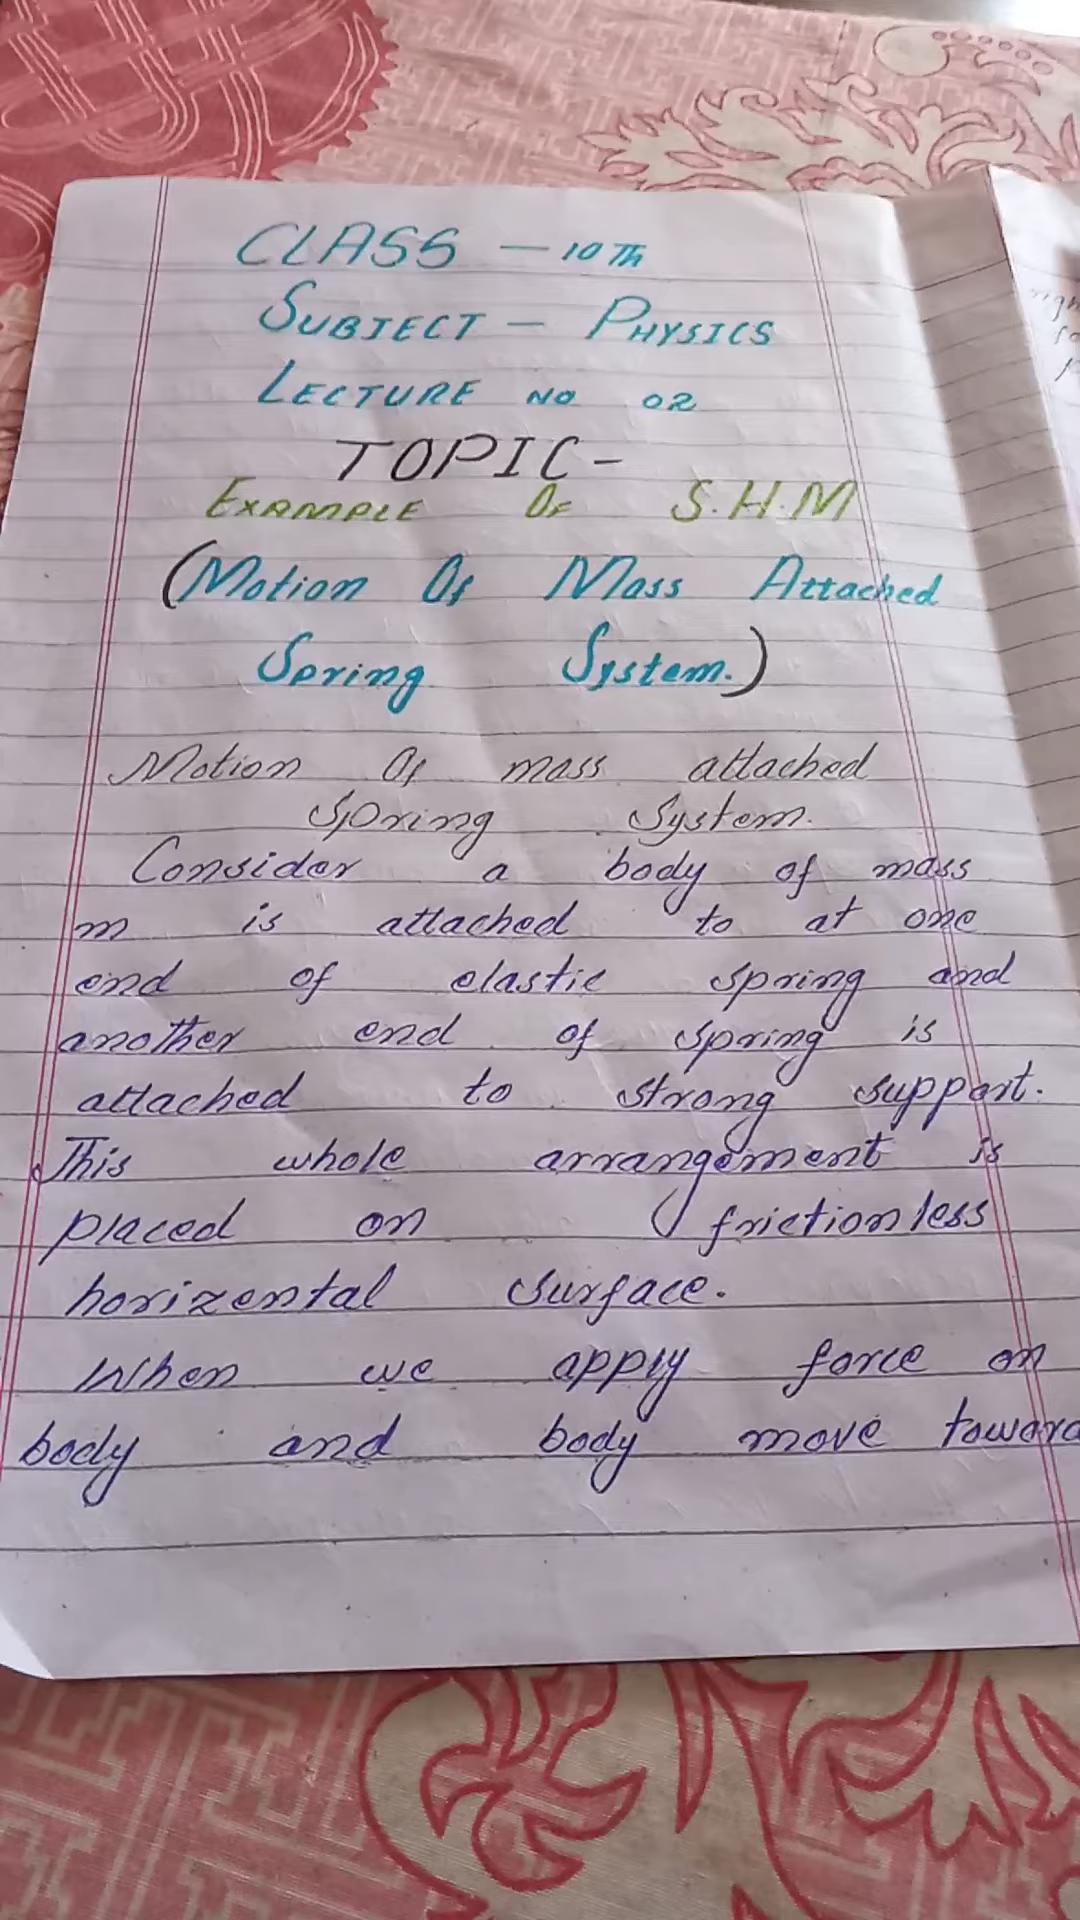 CLASS - 10Th
SUBJECT - PHYSICS
LECTURE NO 02
TOPIC-
EXAMPLE OF S.H.M
(Motion Of Mass Attached
Spring System.)
Motion Of mass attached
Spring System.
Consider a body of mass
m is attached to at one
end of elastic spring and
another end of spring is
attached to strong support.
This whole arrangement is
placed on frictionless
horizental surface.
When we apply force on
body and body move toward